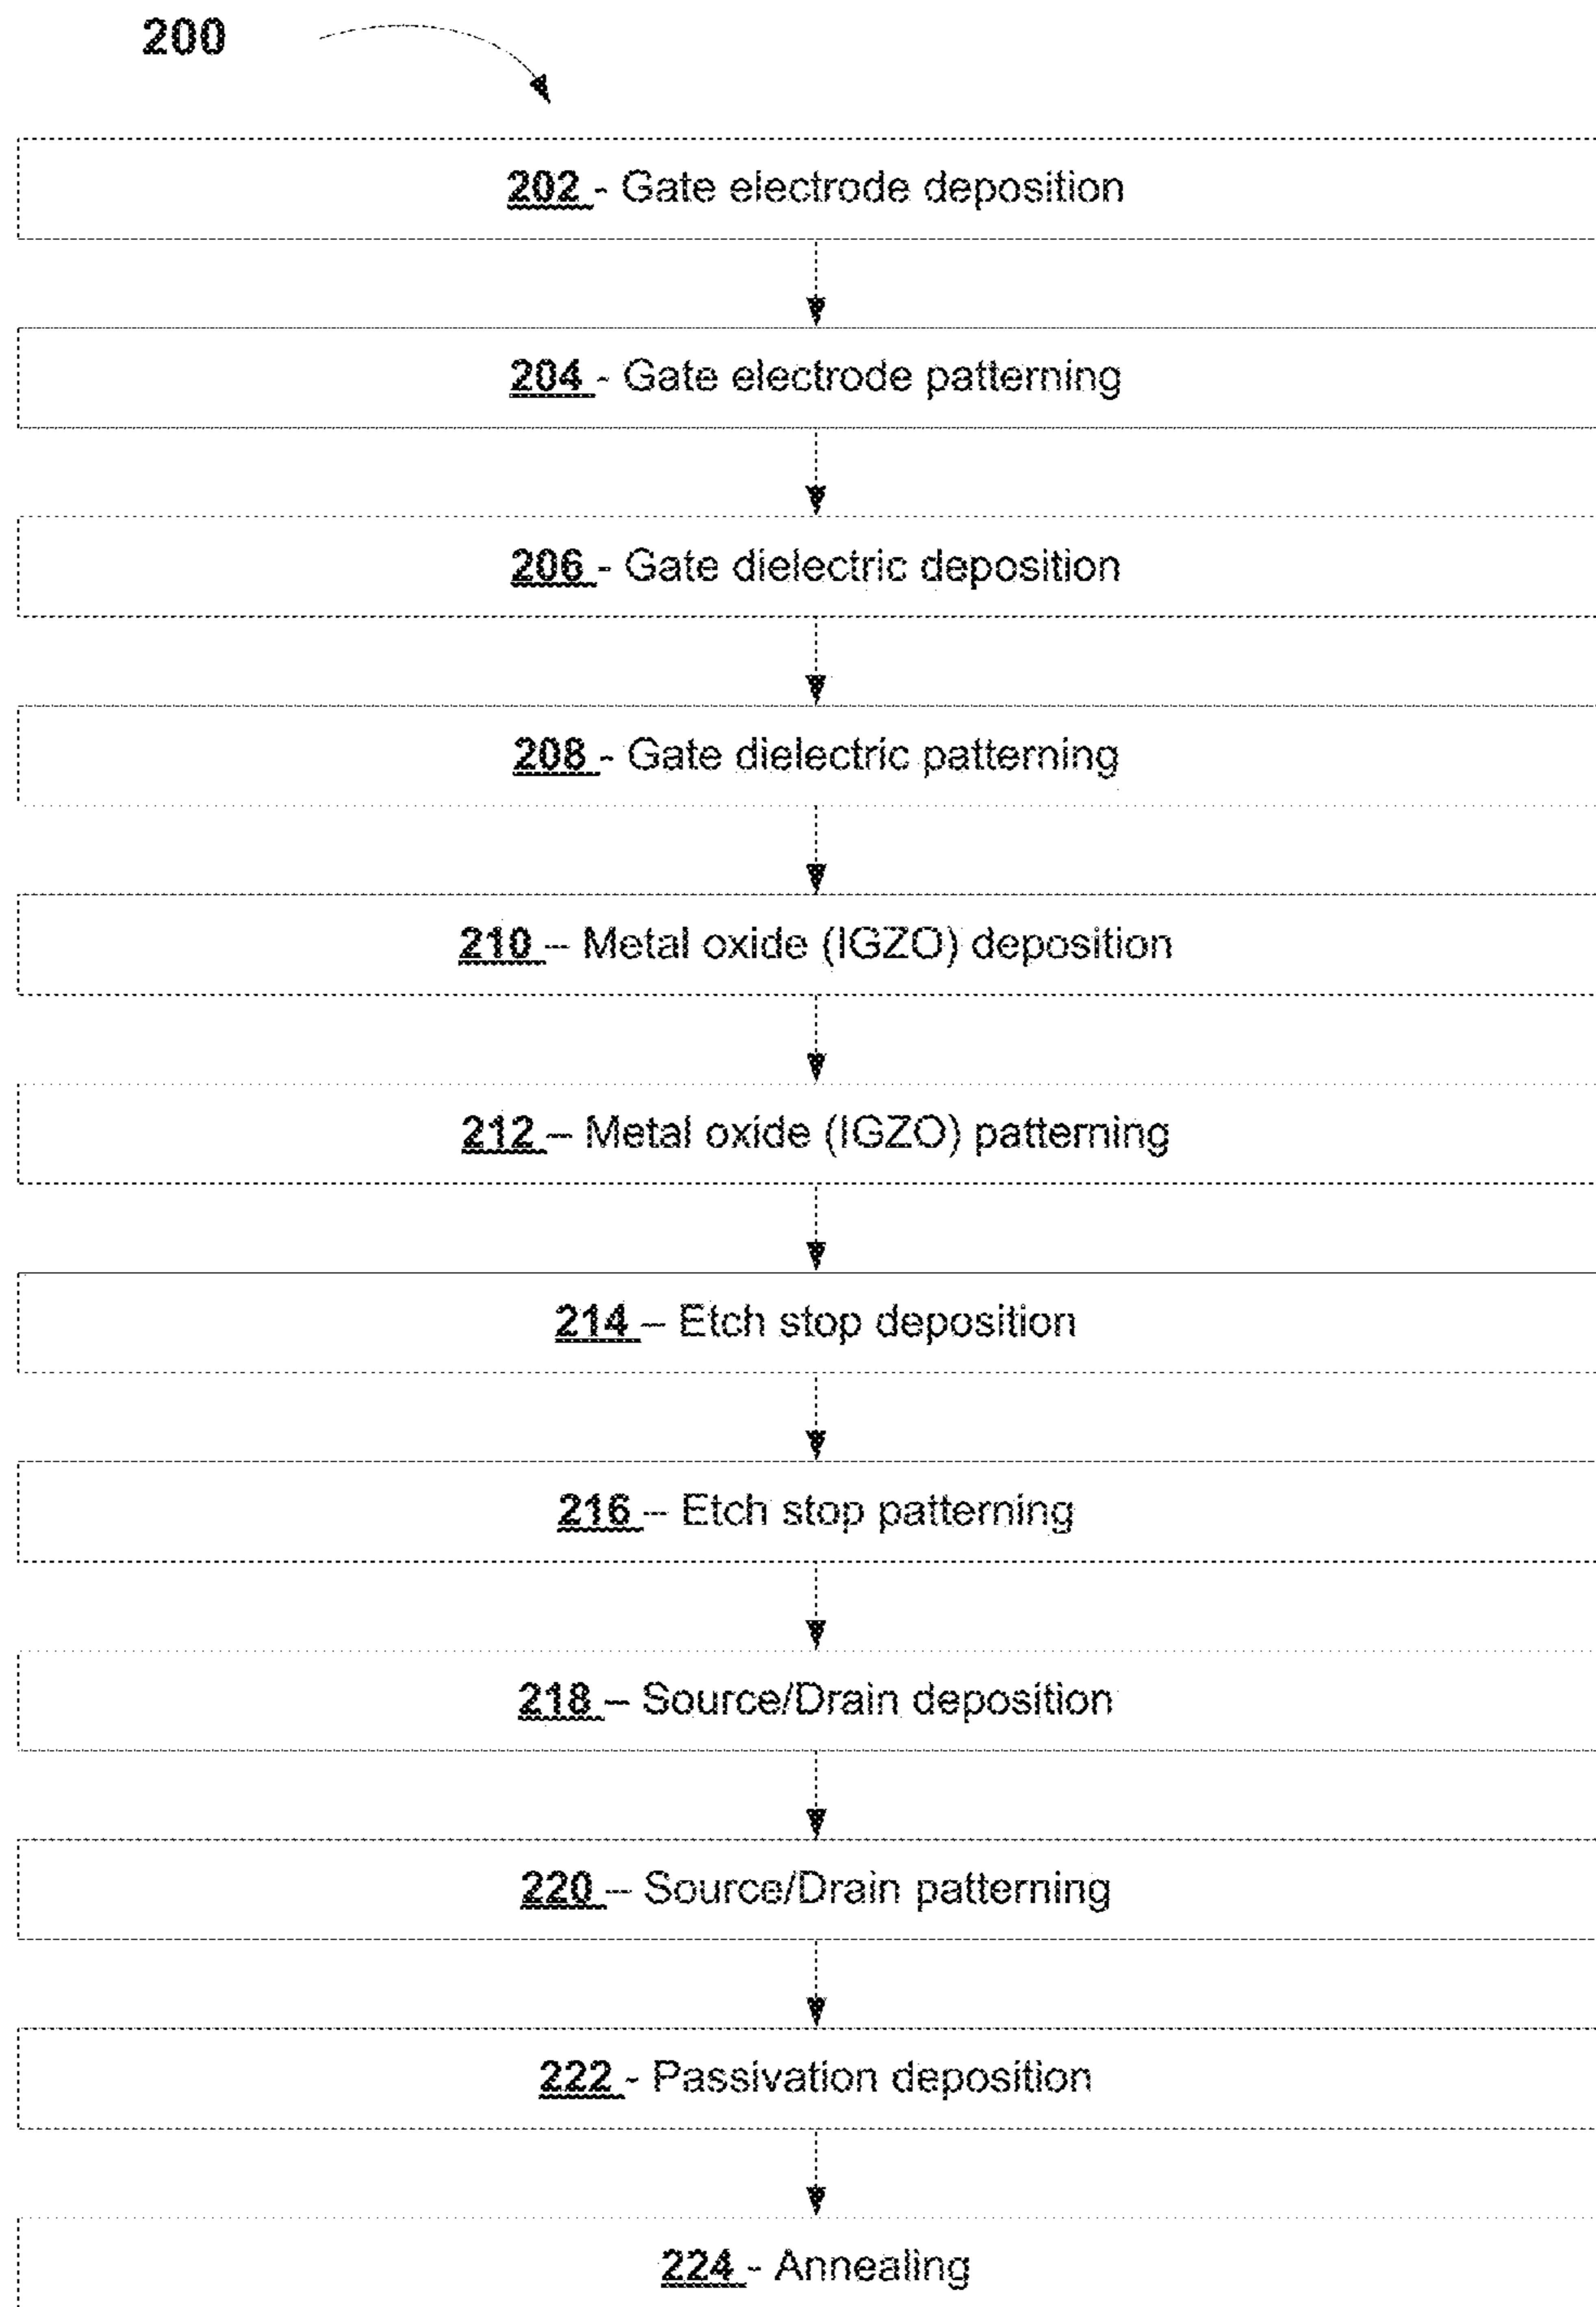 200
202 - Gate electrode deposition
204 - Gate electrode patterning
206 - Gate dielectric deposition
208 - Gate dielectric patterning
210 – Metal oxide (IGZO) deposition
212 – Metal oxide (IGZO) patterning
214 – Etch stop deposition
216 – Etch stop patterning
218 – Source/Drain deposition
220 – Source/Drain patterning
222 - Passivation deposition
224 - Annealing